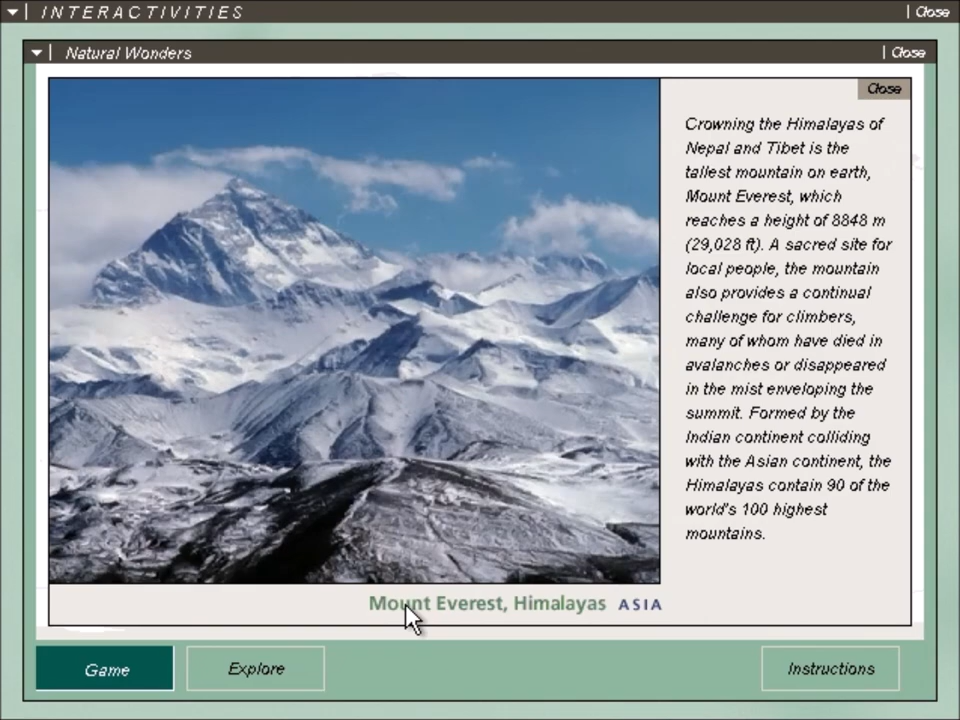 INTERACTIVITIES
Close
Natural Wonders
Close
Close
Crowning the Himalayas of
Nepal and Tibet is the
tallest mountain on earth,
Mount Everest, which
reaches a height of 8848 m
(29,028 ft). A sacred site for
local people, the mountain
also provides a continual
challenge for climbers,
many of whom have died in
avalanches or disappeared
in the mist enveloping the
summit. Formed by the
Indian continent colliding
with the Asian continent, the
Himalayas contain 90 of the
world's 100 highest
mountains.
Mount Everest, Himalayas ASIA
Game
Explore
Instructions